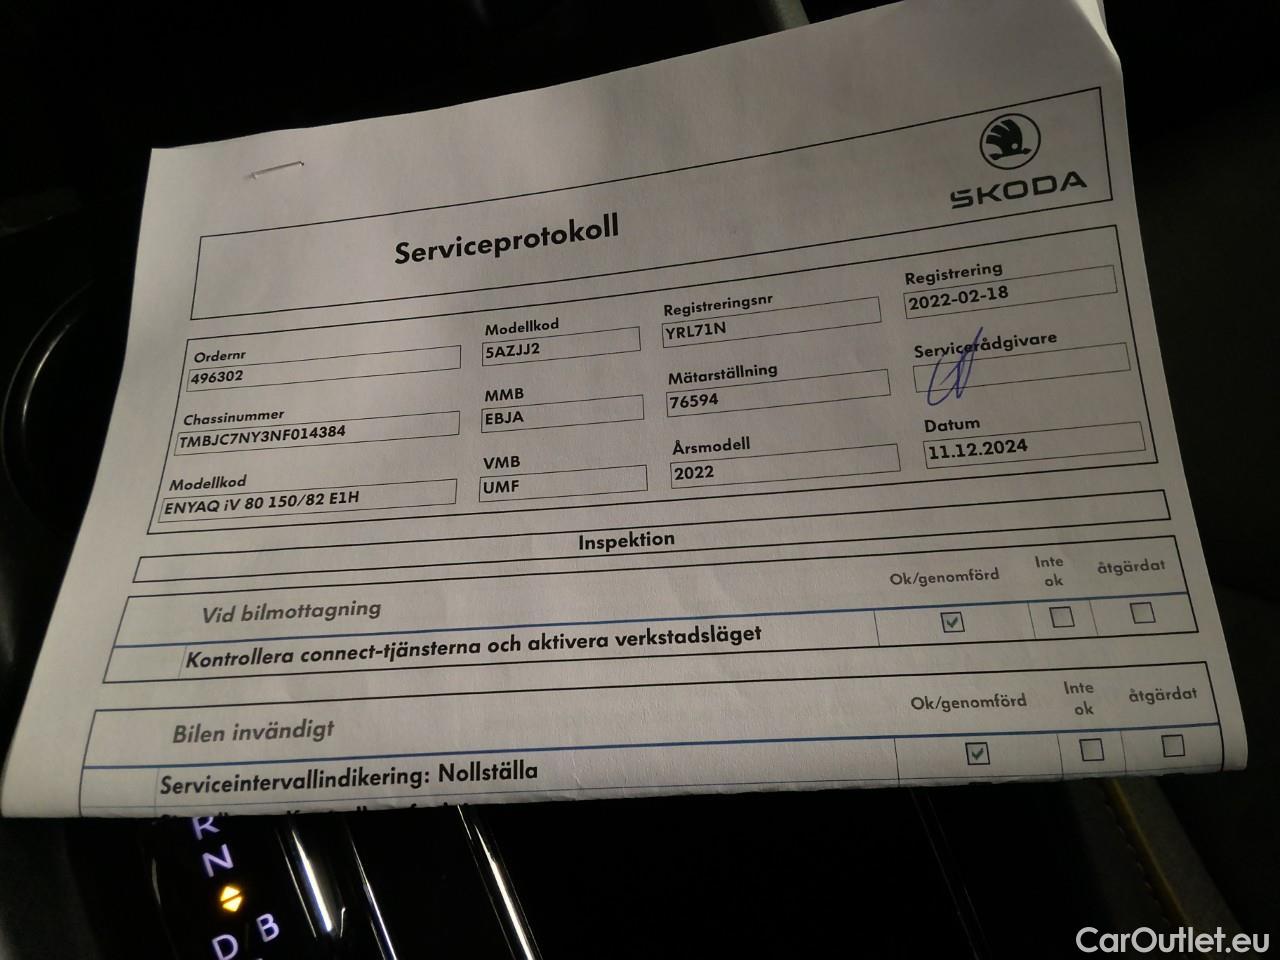 SKODA
Serviceprotokoll
Ordernr
496302
Modellkod
5AZJJ2
Registreringsnr
YRL71N
Registrering
2022-02-18
Chassinummer
TMBJC7NY3NF014384
MMB
EBJA
Mätarställning
76594
Servicerådgivare
Modellkod
ENYAQ iV 80 150/82 E1H
VMB
UMF
Årsmodell
2022
Datum
11.12.2024
Inspektion
Vid bilmottagning
Ok/genomförd
Inte
ok
åtgärdat
Kontrollera connect-tjänsterna och aktivera verkstadsläget
Bilen invändigt
Ok/genomförd
Inte
ok
åtgärdat
Serviceintervallindikering: Nollställa
R
N
D B
CarOutlet.eu